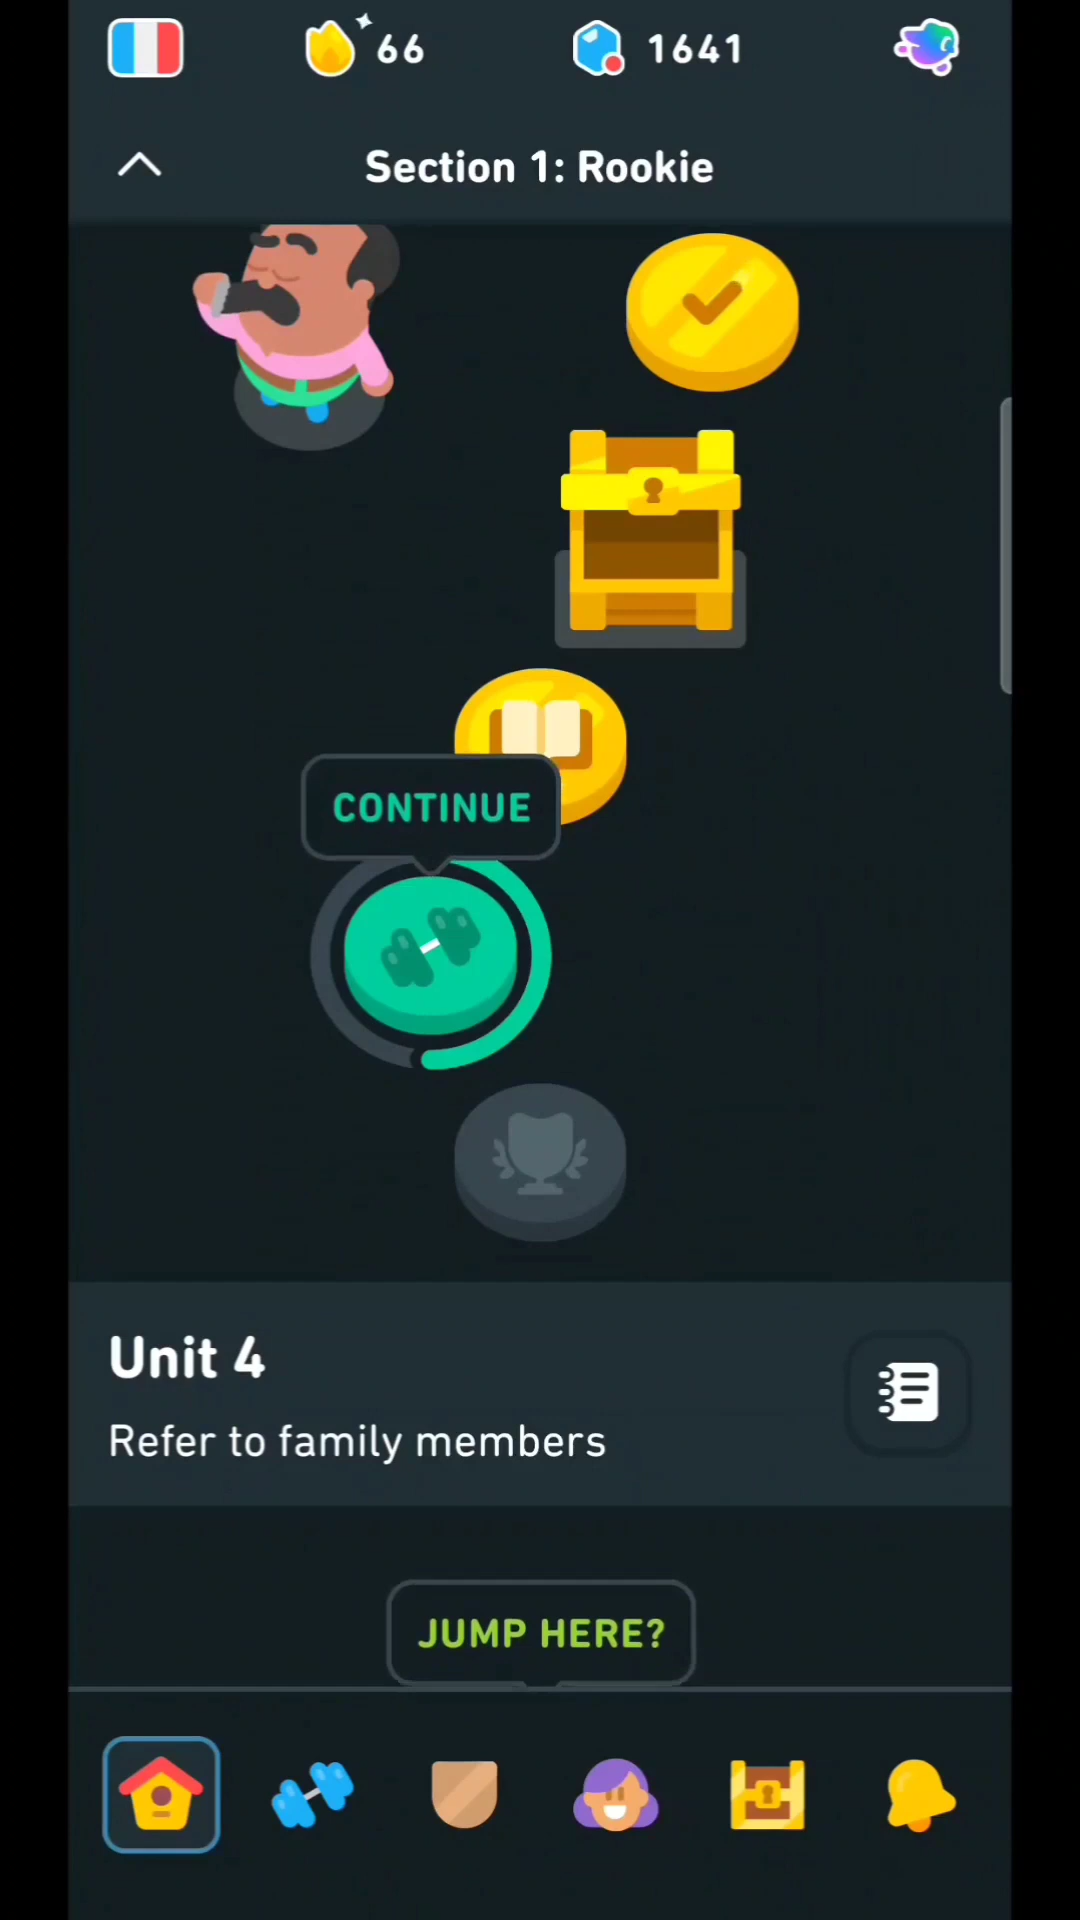 66
1641
Section 1: Rookie
CONTINUE
Unit 4
Refer to family members
JUMP HERE?